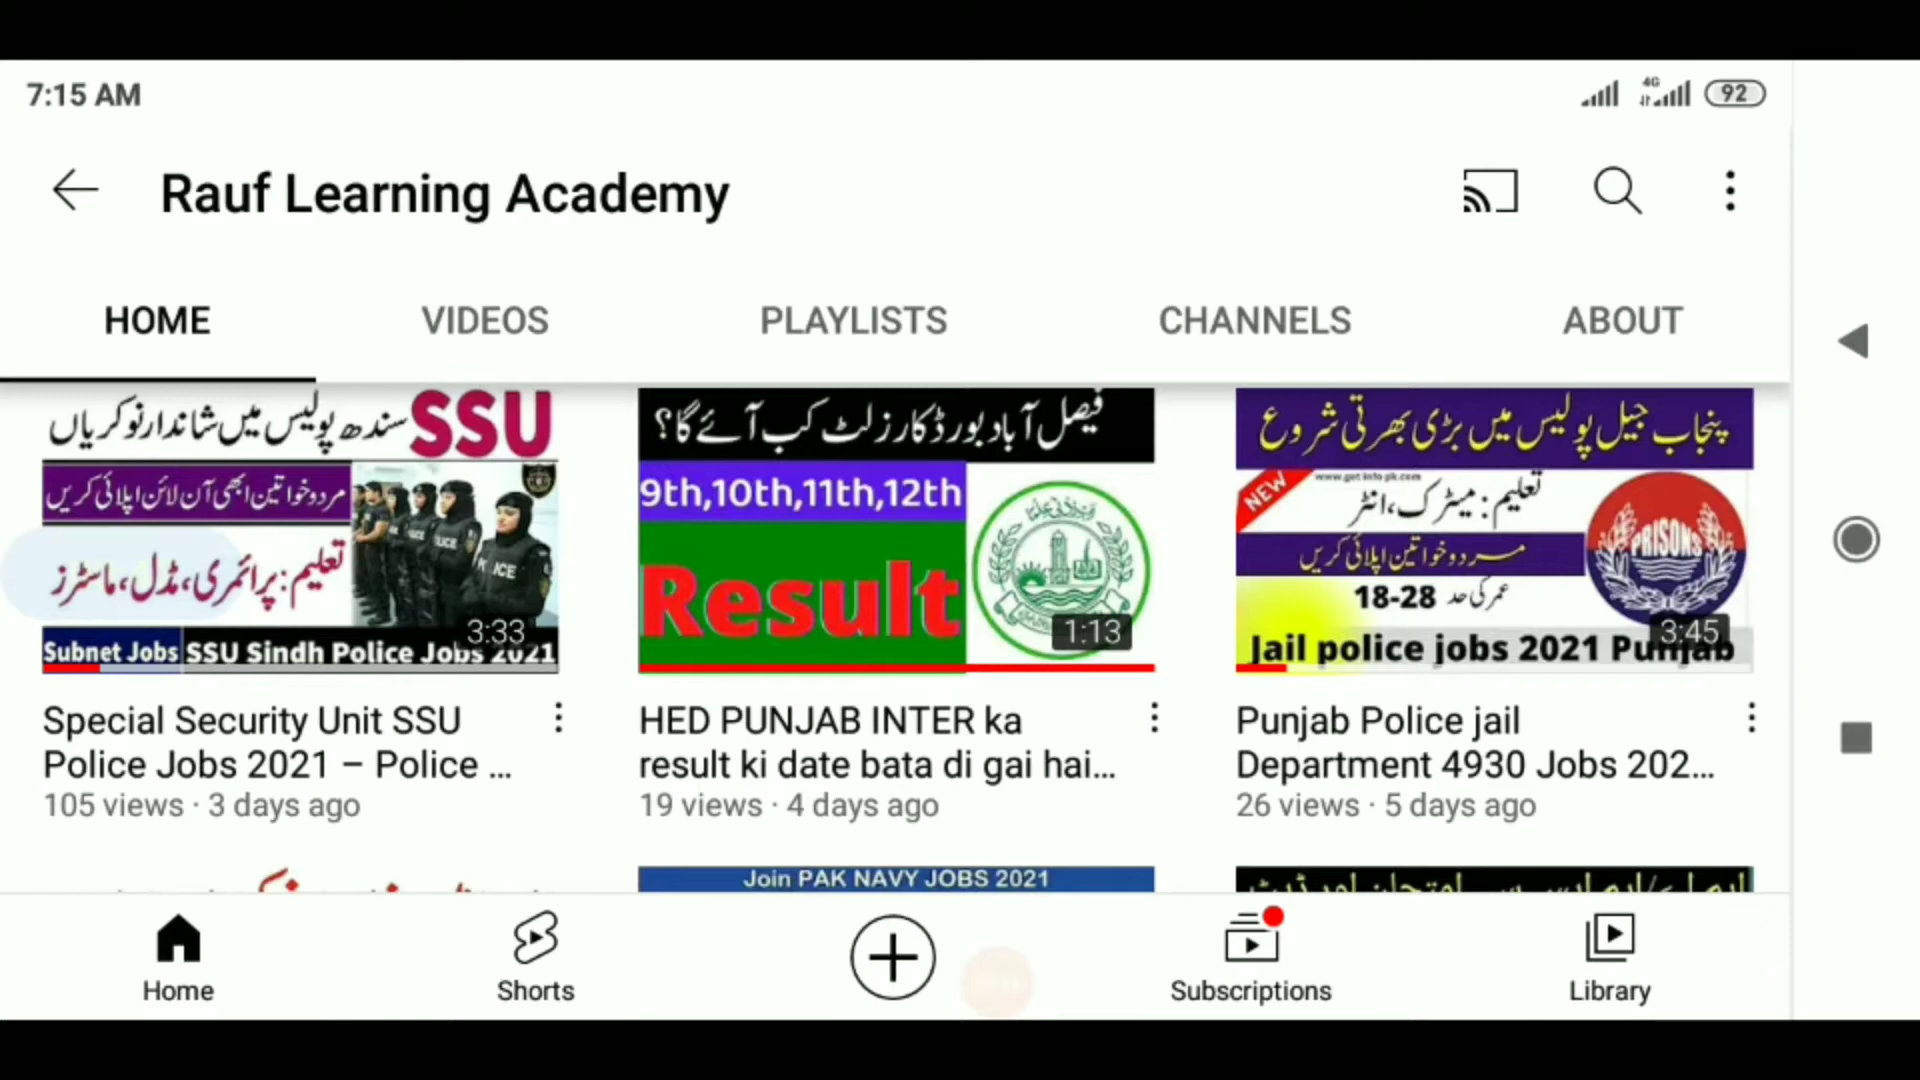 7:15 AM
4G
92
Rauf Learning Academy
HOME
VIDEOS
PLAYLISTS
CHANNELS
ABOUT
سندھ پولیس میں شاندار نوکریاں SSU
مرد و خواتین ابھی آن لائن اپلائی کریں
تعلیم: پرائمری، مڈل، ماسٹرز
3:33
Subnet Jobs SSU Sindh Police Jobs 2021
فیصل آباد بورڈ کا رزلٹ کب آئے گا؟
9th,10th,11th,12th
Result
1:13
پنجاب جیل پولیس میں بڑی بھرتی شروع
NEW
تعلیم: میٹرک، انٹر
مرد و خواتین اپلائی کریں
عمر کی حد 18-28
PRISONS
3:45
Jail police jobs 2021 Punjab
Special Security Unit SSU
Police Jobs 2021 – Police ...
105 views · 3 days ago
HED PUNJAB INTER ka
result ki date bata di gai hai...
19 views · 4 days ago
Punjab Police jail
Department 4930 Jobs 202...
26 views · 5 days ago
Join PAK NAVY JOBS 2021
Home
Shorts
Subscriptions
Library